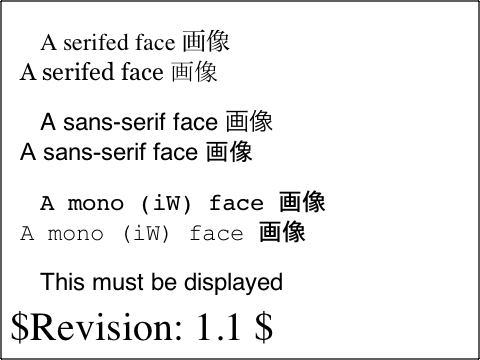 A serifed face 画像
A serifed face 画像
A sans-serif face 画像
A sans-serif face 画像
A mono (iW) face 画像
A mono (iW) face 画像
This must be displayed
$Revision: 1.1 $